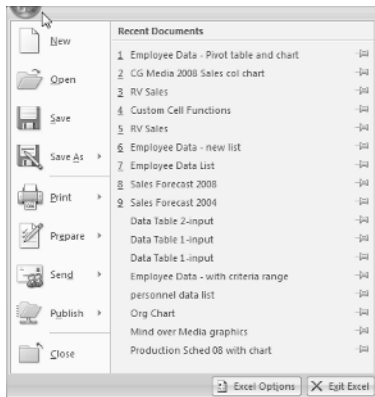 Recent Documents
New
Open
Save
Save As
Print
Prepare
Send
Publish
Close
1 Employee Data - Pivot table and chart
2 CG Media 2008 Sales col chart
3 RV Sales
4 Custom Cell Functions
5 RV Sales
6 Employee Data - new list
7 Employee Data List
8 Sales Forecast 2008
9 Sales Forecast 2004
Data Table 2-input
Data Table 1-input
Data Table 1-input
Employee Data - with criteria range
personnel data list
Org Chart
Mind over Media graphics
Production Sched 08 with chart
Excel Options
Exit Excel